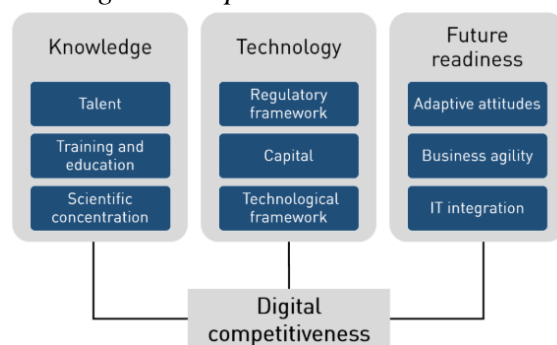 Knowledge
Talent
Training and
education
Scientific
concentration
Technology
Regulatory
framework
Capital
Technological
framework
Future
readiness
Adaptive attitudes
Business agility
IT integration
Digital
competitiveness